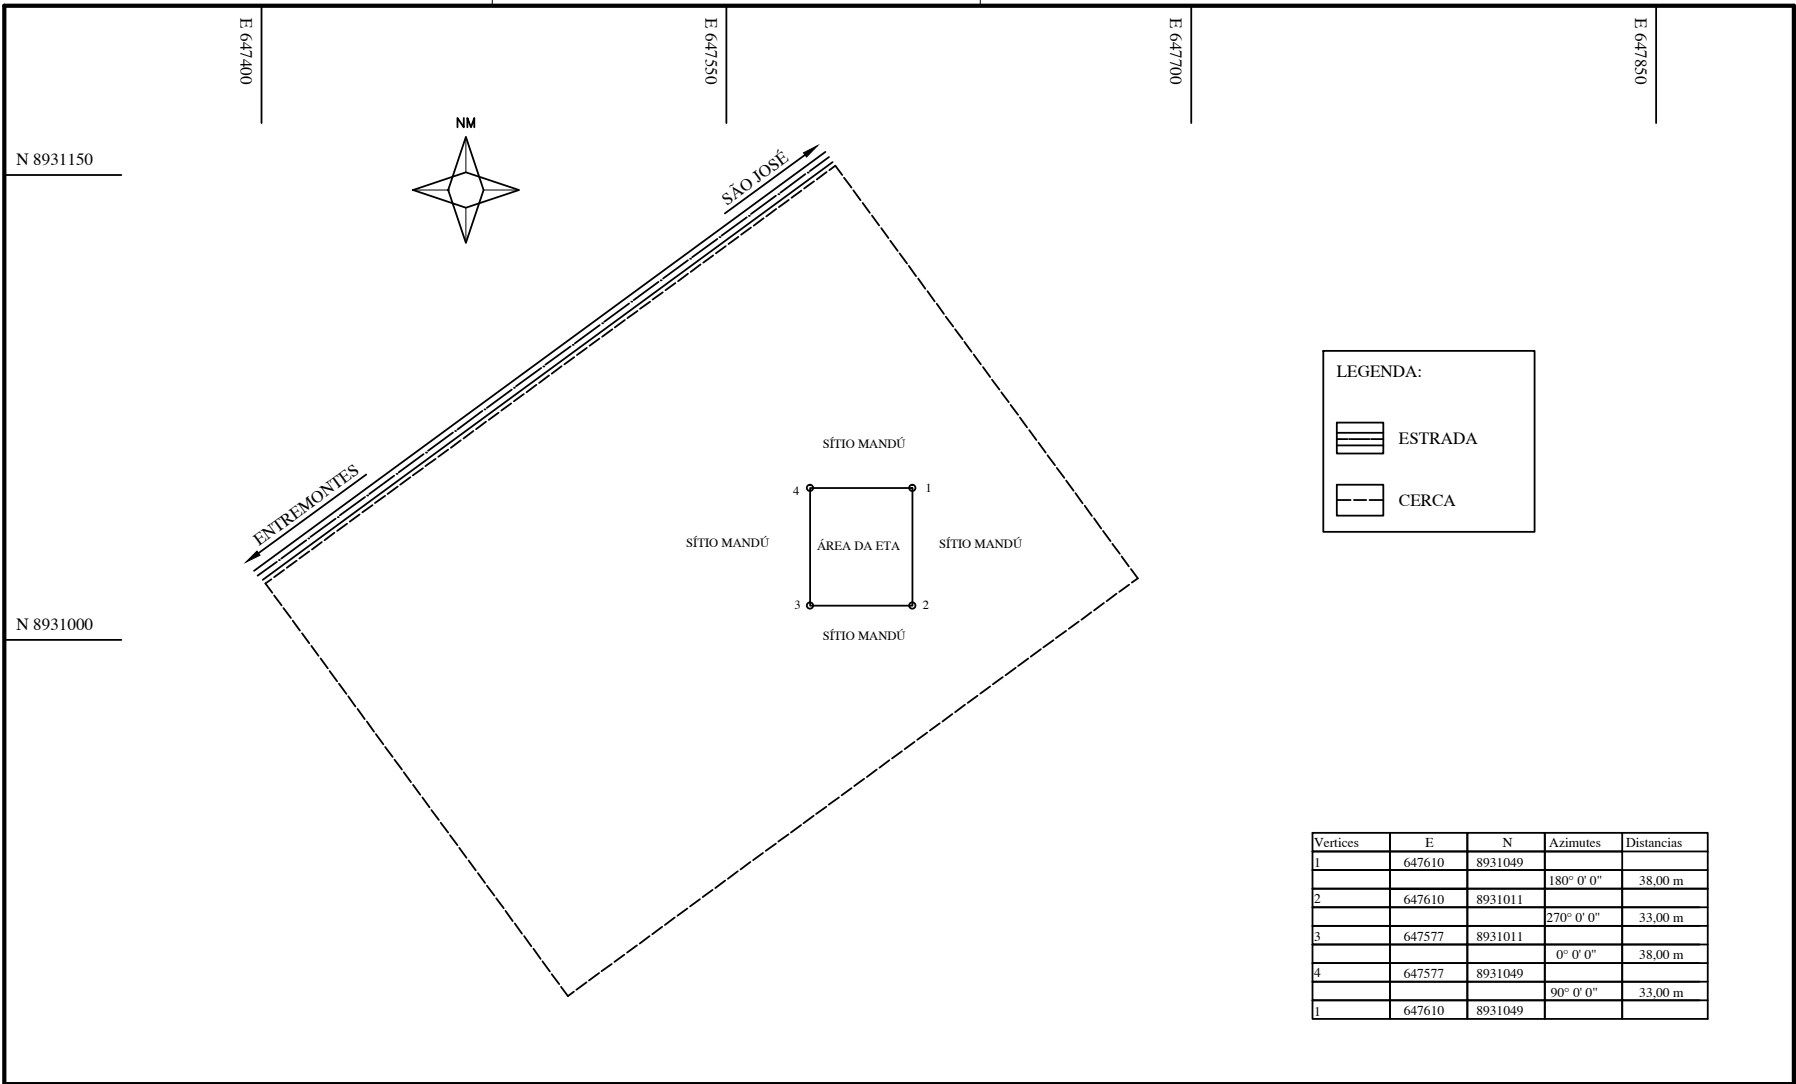 E 647400
E 647550
E 647700
E 647850
NM
N 8931150
SÃO JOSÉ
LEGENDA:
ESTRADA
CERCA
SÍTIO MANDÚ
ENTREMONTES
4
1
SÍTIO MANDÚ
ÁREA DA ETA
SÍTIO MANDÚ
3
2
N 8931000
SÍTIO MANDÚ
Vertices E N Azimutes Distancias
1 647610 8931049
180° 0' 0" 38,00 m
2 647610 8931011
270° 0' 0" 33,00 m
3 647577 8931011
0° 0' 0" 38,00 m
4 647577 8931049
90° 0' 0" 33,00 m
1 647610 8931049